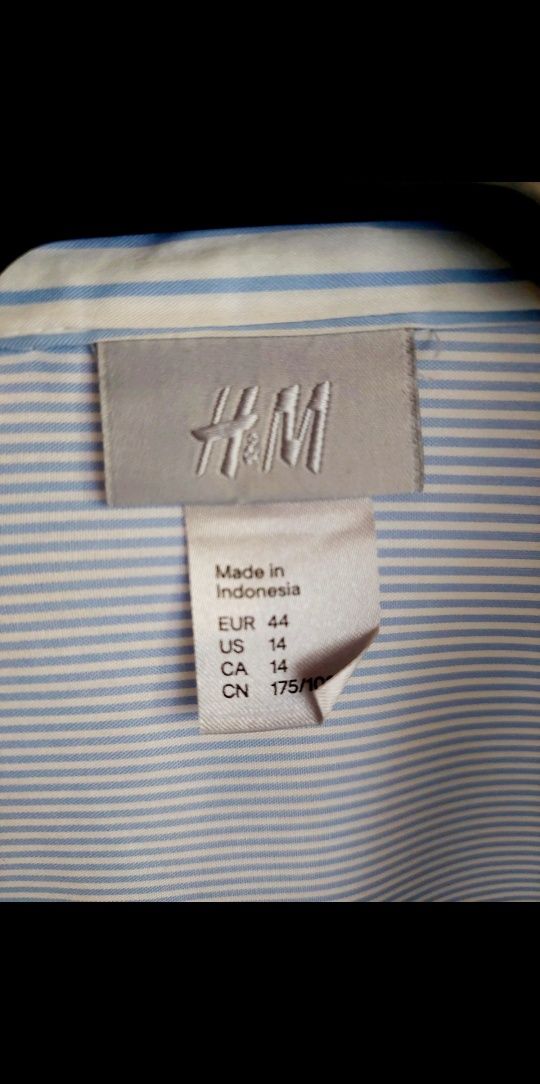 H&M
Made in
Indonesia
EUR 44
US 14
CA 14
CN